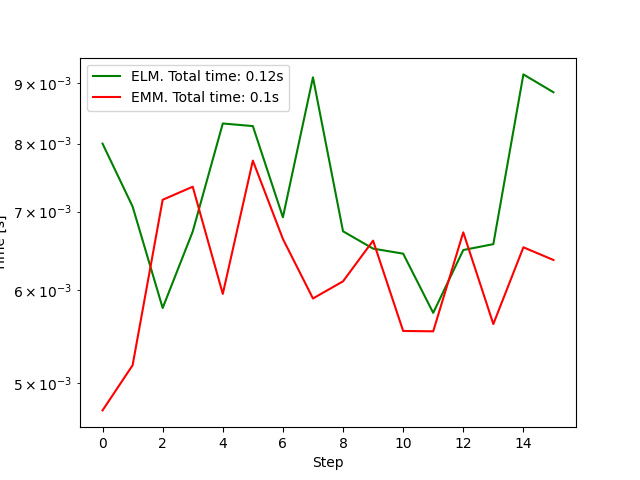 ELM. Total time: 0.12s
EMM. Total time: 0.1s
9 × 10⁻³
8 × 10⁻³
7 × 10⁻³
6 × 10⁻³
5 × 10⁻³
[s]
0 2 4 6 8 10 12 14
Step